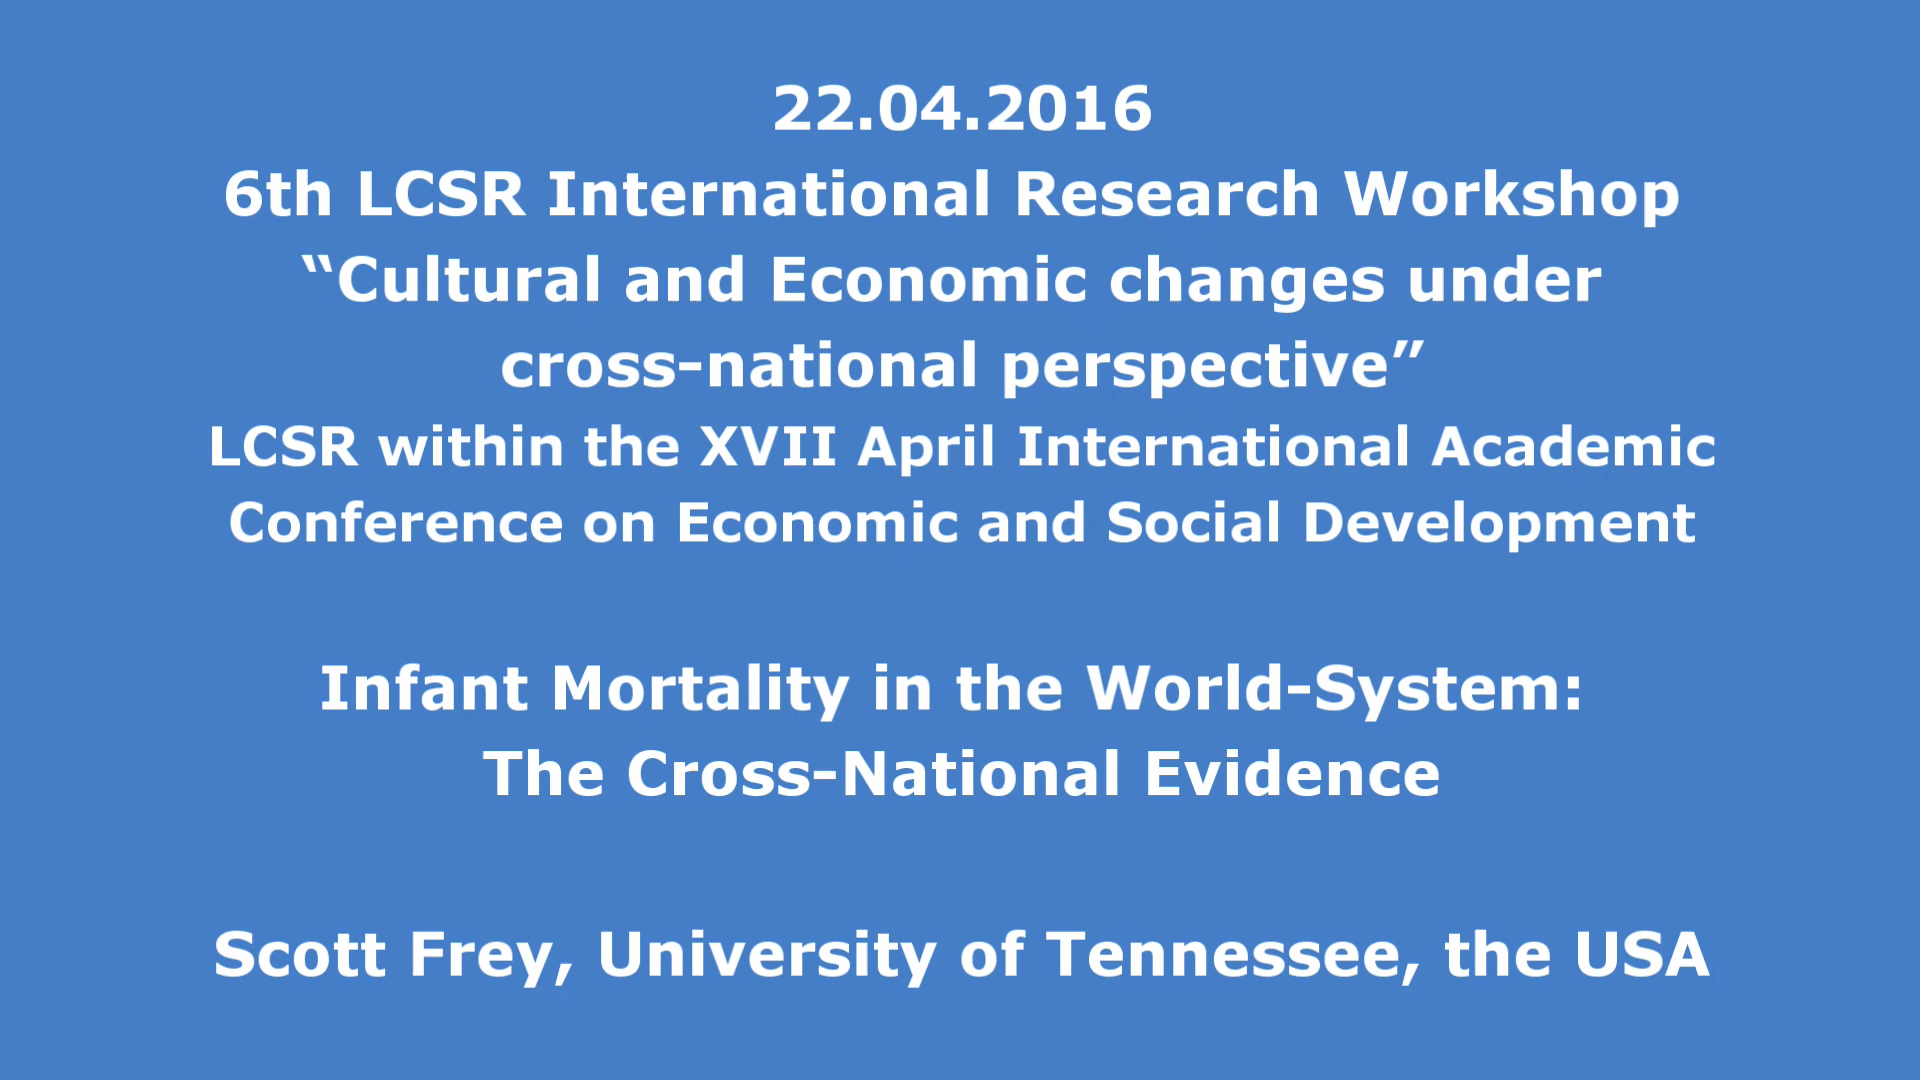 22.04.2016
6th LCSR International Research Workshop
“Cultural and Economic changes under
cross-national perspective”
LCSR within the XVII April International Academic
Conference on Economic and Social Development
Infant Mortality in the World-System:
The Cross-National Evidence
Scott Frey, University of Tennessee, the USA